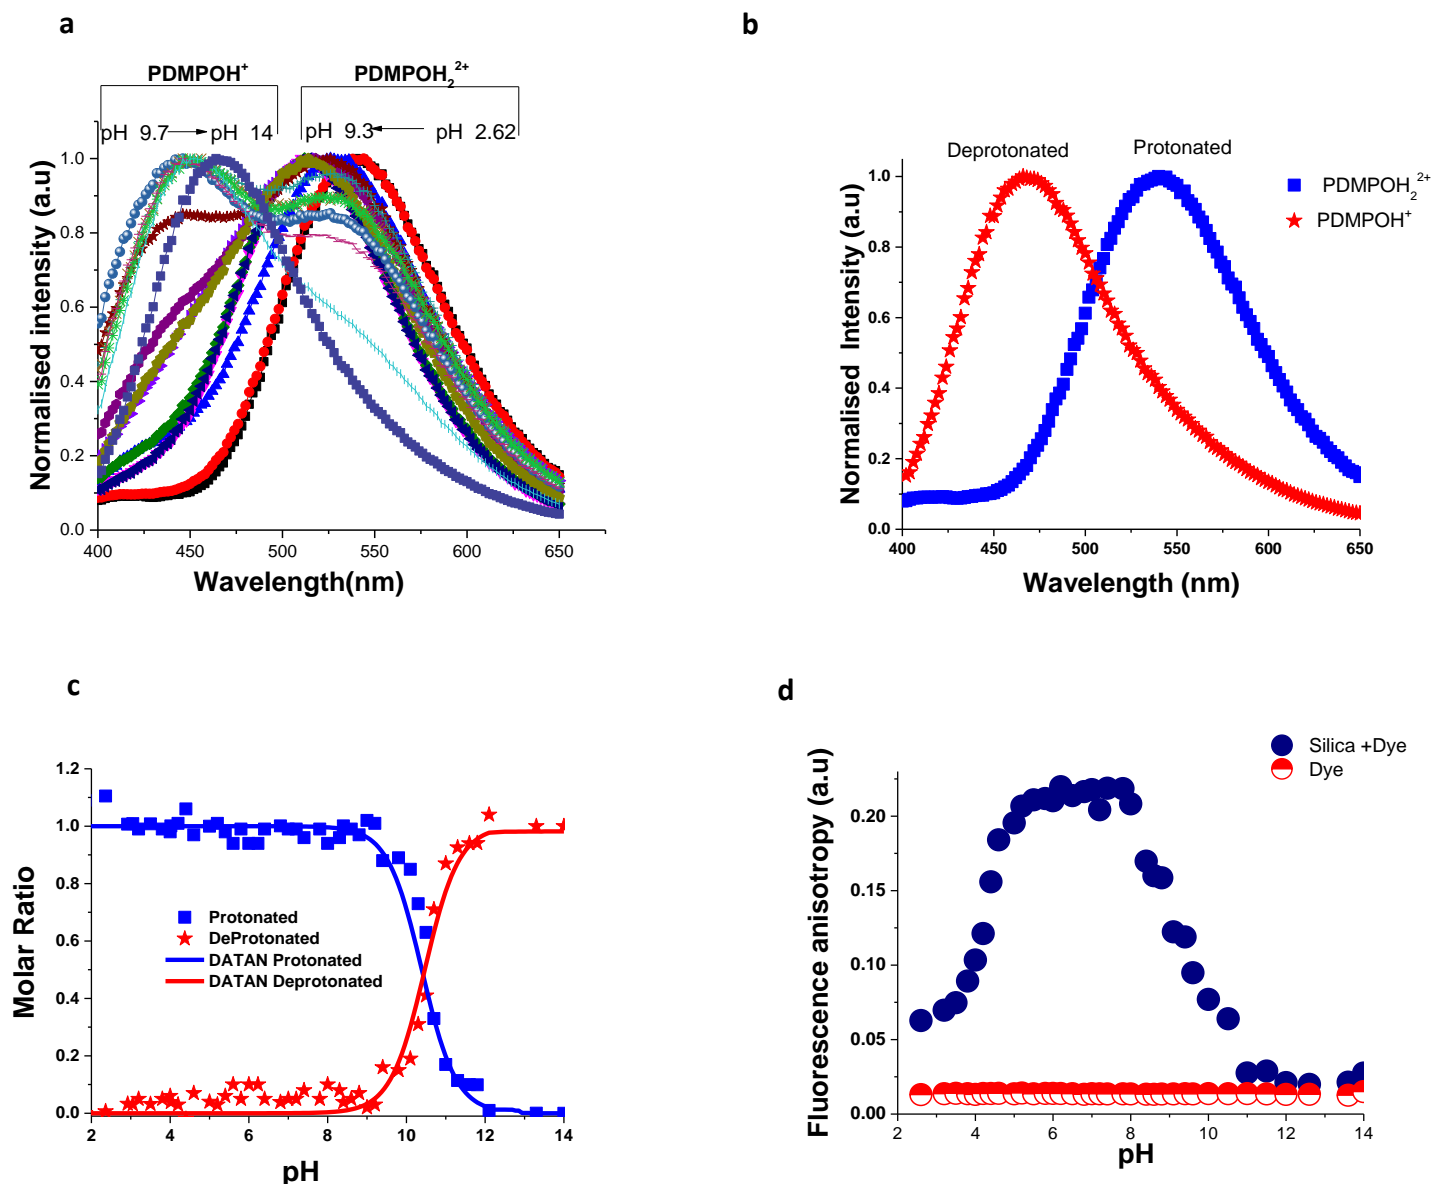 a
PDMPOH+
PDMPOH22+
pH 9.7 pH 14
pH 9.3 pH 2.62
1.0
0.8
0.6
0.4
0.2
0.0
Normalised intensity (a.u)
400 450 500 550 600 650
Wavelength(nm)
b
Deprotonated
Protonated
PDMPOH22+
PDMPOH+
1.0
0.8
0.6
0.4
0.2
0.0
Normalised Intensity (a.u)
400 450 500 550 600 650
Wavelength (nm)
c
1.2
1.0
0.8
0.6
0.4
0.2
0.0
Molar Ratio
Protonated
DeProtonated
DATAN Protonated
DATAN Deprotonated
2 4 6 8 10 12 14
pH
d
Silica +Dye
Dye
0.20
0.15
0.10
0.05
0.00
Fluorescence anisotropy (a.u)
2 4 6 8 10 12 14
pH